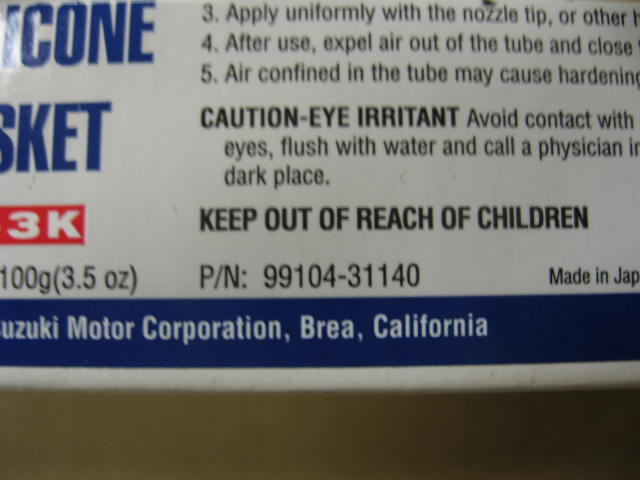 ICONE
SKET
3K
100g(3.5 oz)
3. Apply uniformly with the nozzle tip, or other
4. After use, expel air out of the tube and close
5. Air confined in the tube may cause hardening
CAUTION-EYE IRRITANT Avoid contact with
eyes, flush with water and call a physician
dark place.
KEEP OUT OF REACH OF CHILDREN
P/N: 99104-31140
Made in Jap
uzuki Motor Corporation, Brea, California